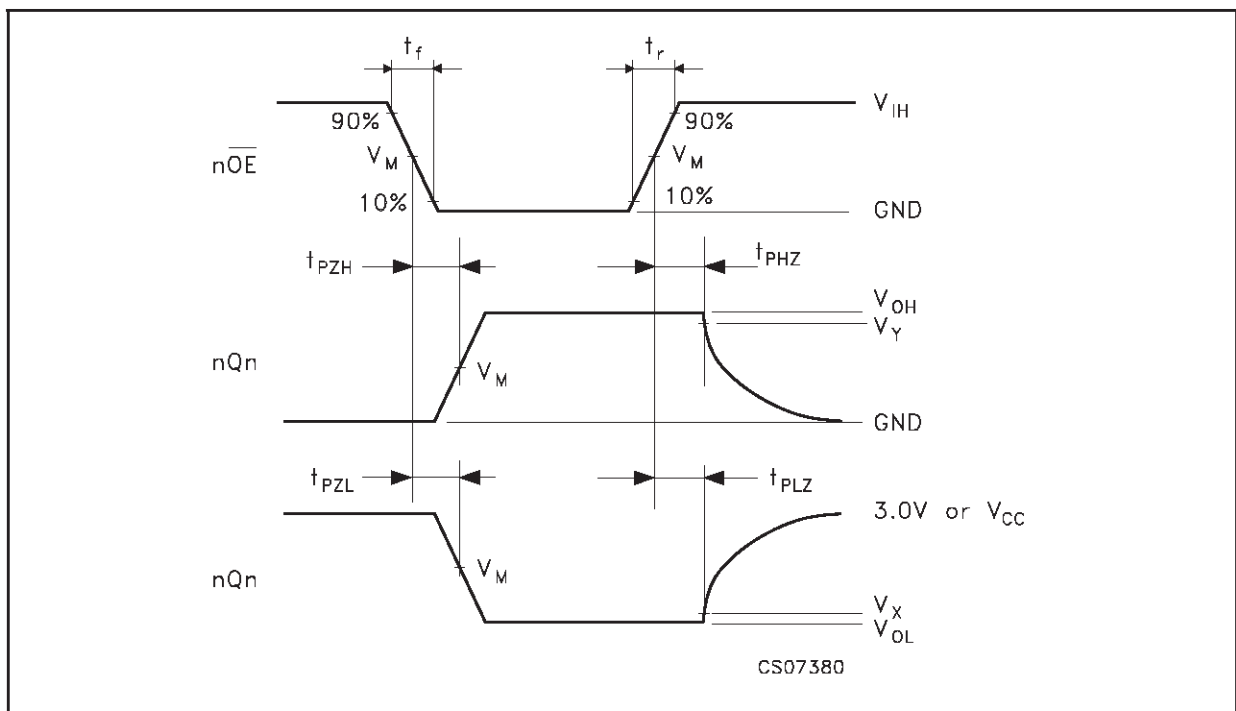 t_f t_r
V_IH
90% 90%
nO̅E̅ V_M V_M
10% 10%
GND
t_PZH t_PHZ
V_OH
V_Y
nQn V_M
GND
t_PZL t_PLZ
3.0V or V_CC
nQn V_M
V_X
V_OL
CS07380